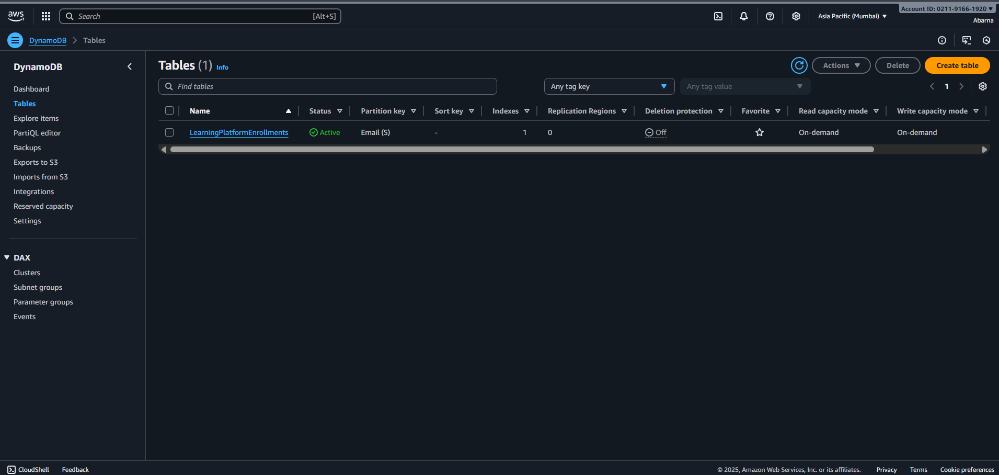 aws
Search [Alt+S]
Asia Pacific (Mumbai)
Account ID: 0211-9166-1920
Abarna
DynamoDB
Tables
DynamoDB
Dashboard
Tables
Explore items
PartiQL editor
Backups
Exports to S3
Imports from S3
Integrations
Reserved capacity
Settings
DAX
Clusters
Subnet groups
Parameter groups
Events
Tables (1) Info
Actions
Delete
Create table
Find tables
Any tag key
Any tag value
1
Name Status Partition key Sort key Indexes Replication Regions Deletion protection Favorite Read capacity mode Write capacity mode
LearningPlatformEnrollments Active Email (S) - 1 0 Off On-demand On-demand
CloudShell Feedback © 2025, Amazon Web Services, Inc. or its affiliates. Privacy Terms Cookie preferences